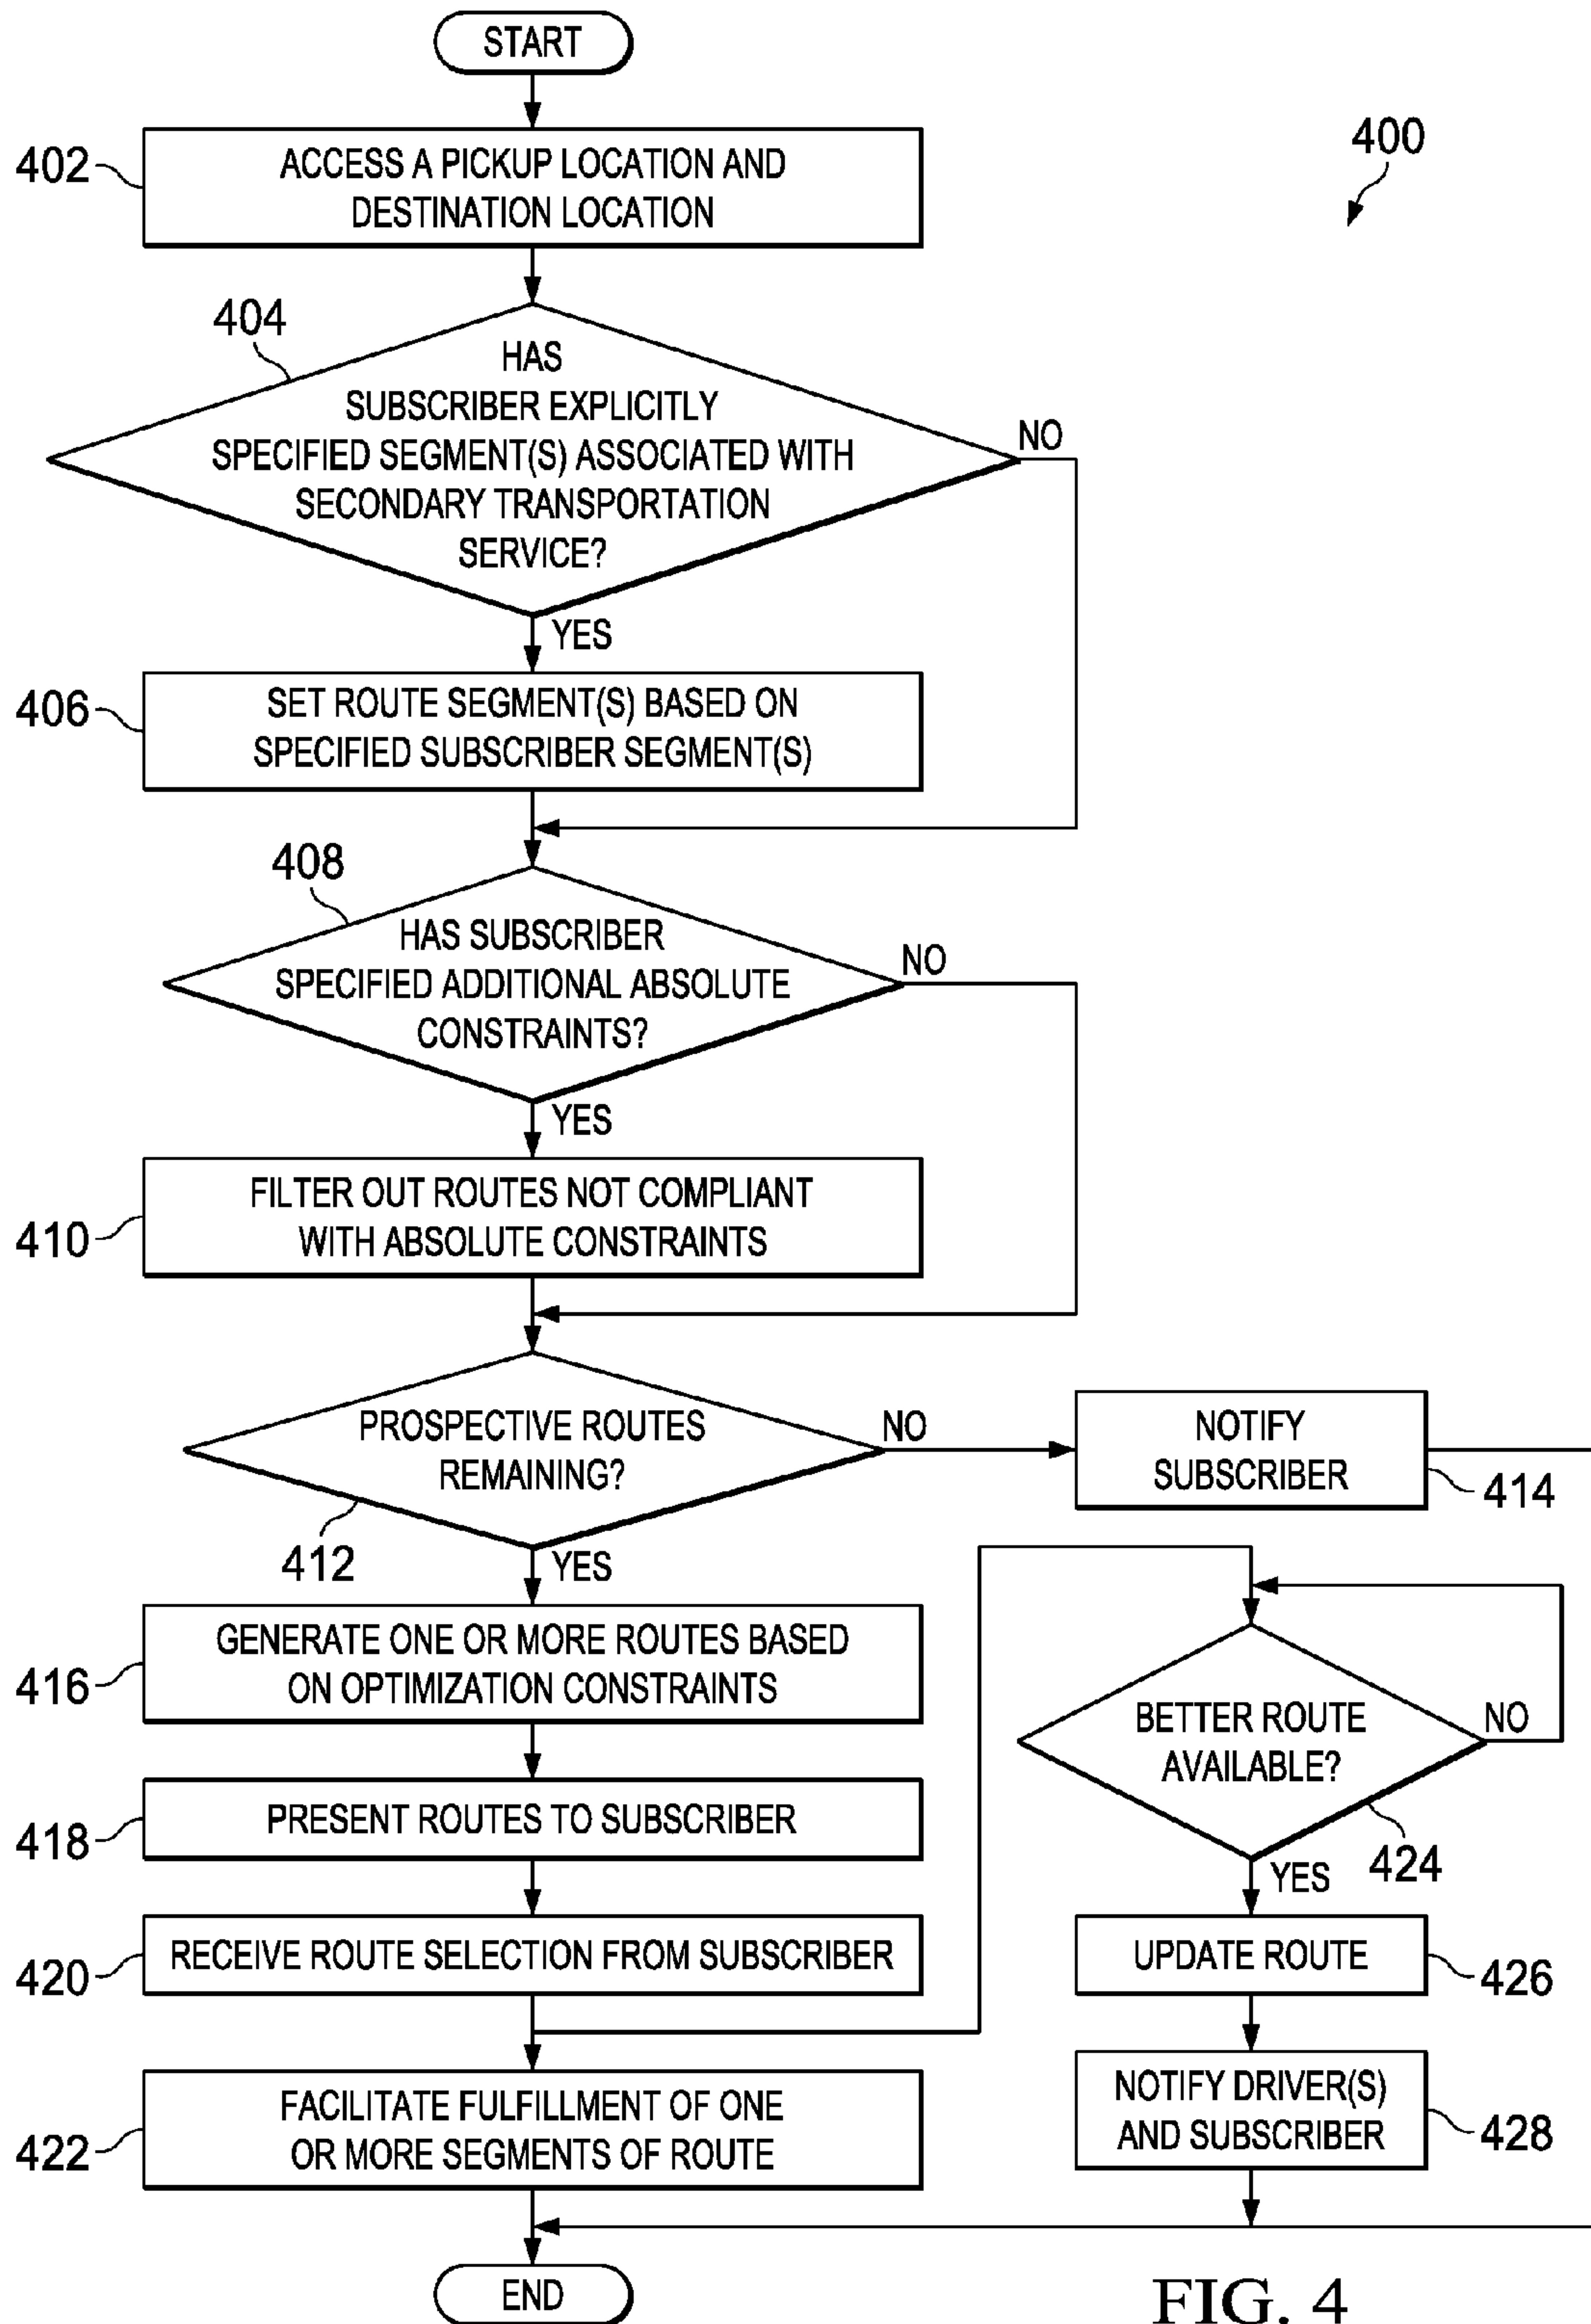 START
400
402
ACCESS A PICKUP LOCATION AND
DESTINATION LOCATION
404
HAS
SUBSCRIBER EXPLICITLY
SPECIFIED SEGMENT(S) ASSOCIATED WITH
SECONDARY TRANSPORTATION
SERVICE?
NO
YES
406
SET ROUTE SEGMENT(S) BASED ON
SPECIFIED SUBSCRIBER SEGMENT(S)
408
HAS SUBSCRIBER
SPECIFIED ADDITIONAL ABSOLUTE
CONSTRAINTS?
NO
YES
410
FILTER OUT ROUTES NOT COMPLIANT
WITH ABSOLUTE CONSTRAINTS
PROSPECTIVE ROUTES
REMAINING?
412
NO
YES
NOTIFY
SUBSCRIBER
414
416
GENERATE ONE OR MORE ROUTES BASED
ON OPTIMIZATION CONSTRAINTS
418
PRESENT ROUTES TO SUBSCRIBER
420
RECEIVE ROUTE SELECTION FROM SUBSCRIBER
422
FACILITATE FULFILLMENT OF ONE
OR MORE SEGMENTS OF ROUTE
BETTER ROUTE
AVAILABLE?
NO
424
YES
UPDATE ROUTE
426
NOTIFY DRIVER(S)
AND SUBSCRIBER
428
END
FIG. 4